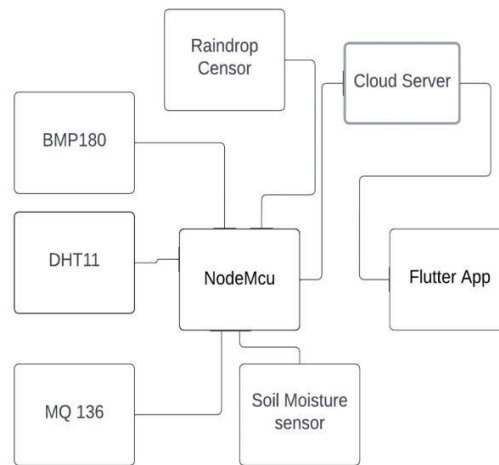 Raindrop
Censor
Cloud Server
BMP180
DHT11
NodeMcu
Flutter App
MQ 136
Soil Moisture
sensor